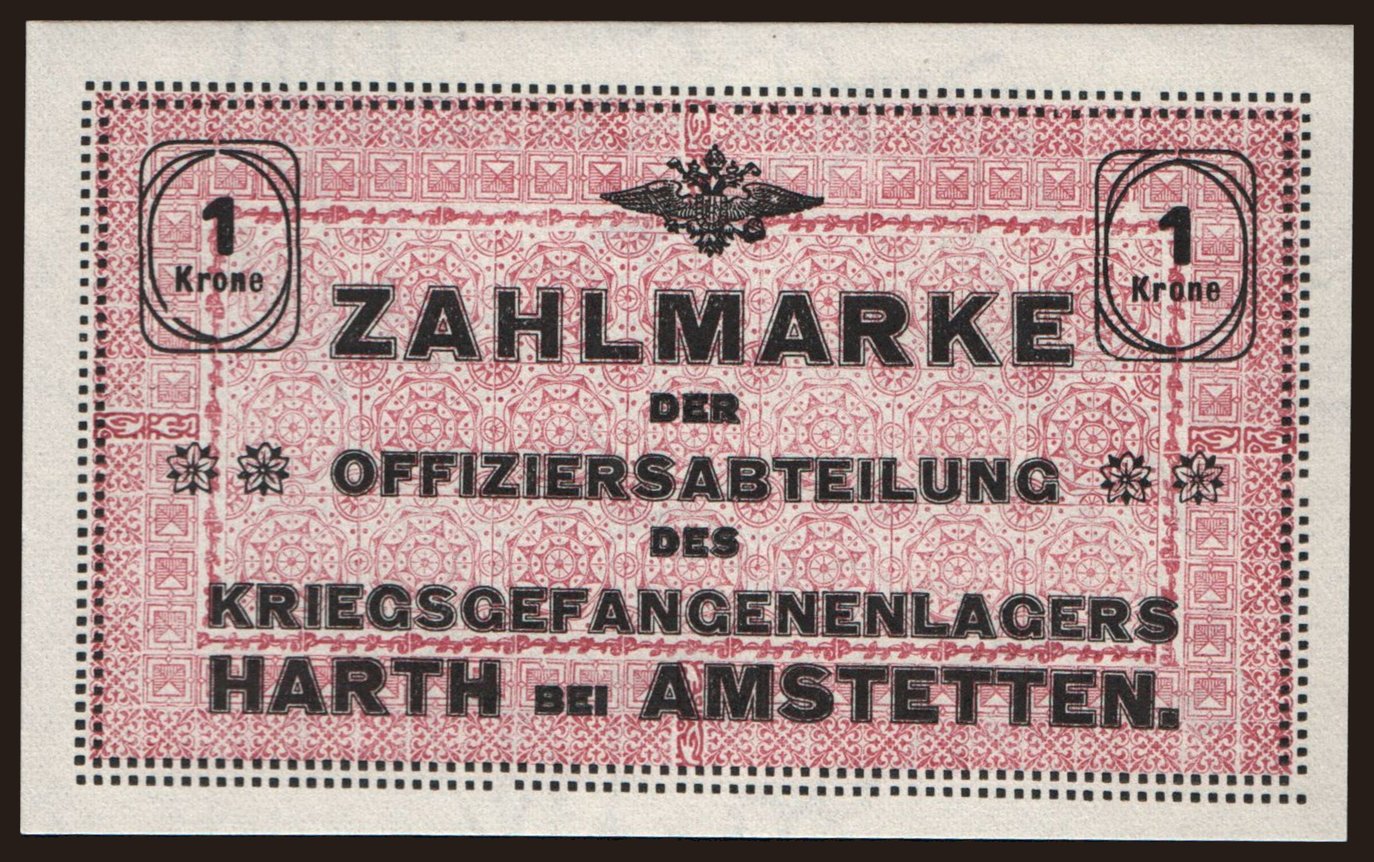 1
Krone
1
Krone
ZAHLMARKE
DER
OFFIZIERSABTEILUNG
DES
KRIEGSGEFANGENENLAGERS
HARTH BEI AMSTETTEN.